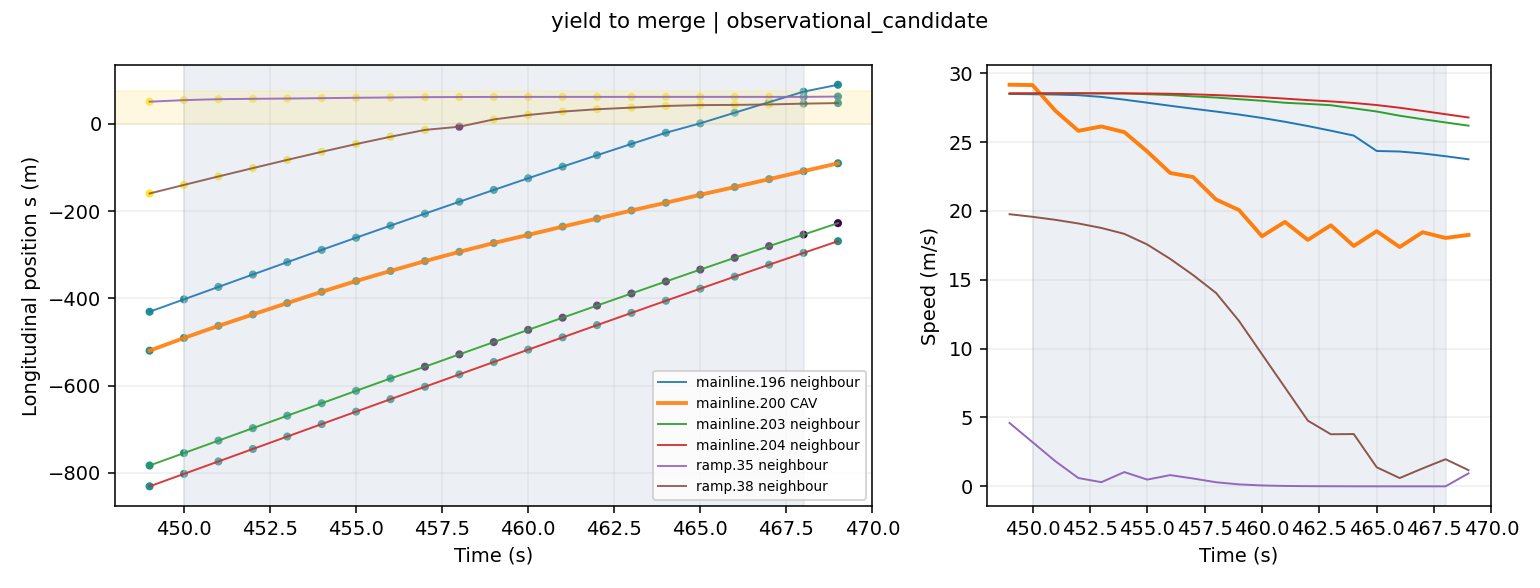 yield to merge | observational_candidate
Longitudinal position s (m)
0
−200
−400
−600
−800
450.0 452.5 455.0 457.5 460.0 462.5 465.0 467.5 470.0
Time (s)
mainline.196 neighbour
mainline.200 CAV
mainline.203 neighbour
mainline.204 neighbour
ramp.35 neighbour
ramp.38 neighbour
Speed (m/s)
30
25
20
15
10
5
0
450.0 452.5 455.0 457.5 460.0 462.5 465.0 467.5 470.0
Time (s)